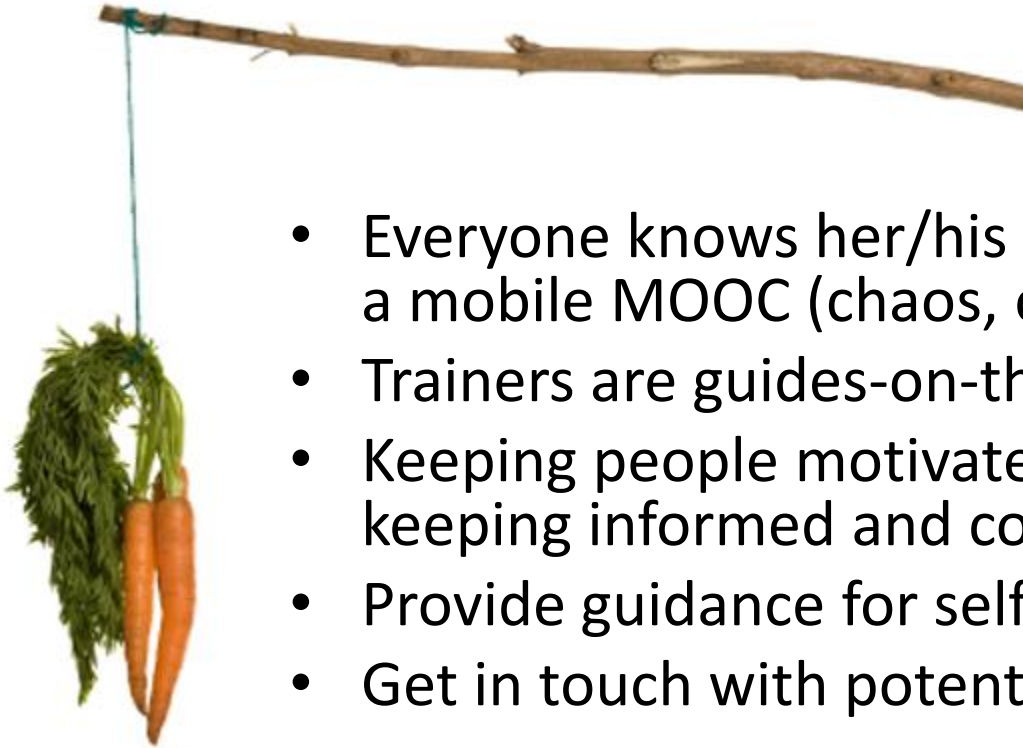 • Everyone knows her/his
a mobile MOOC (chaos,
• Trainers are guides-on-th
• Keeping people motivate
keeping informed and co
• Provide guidance for self
• Get in touch with potent